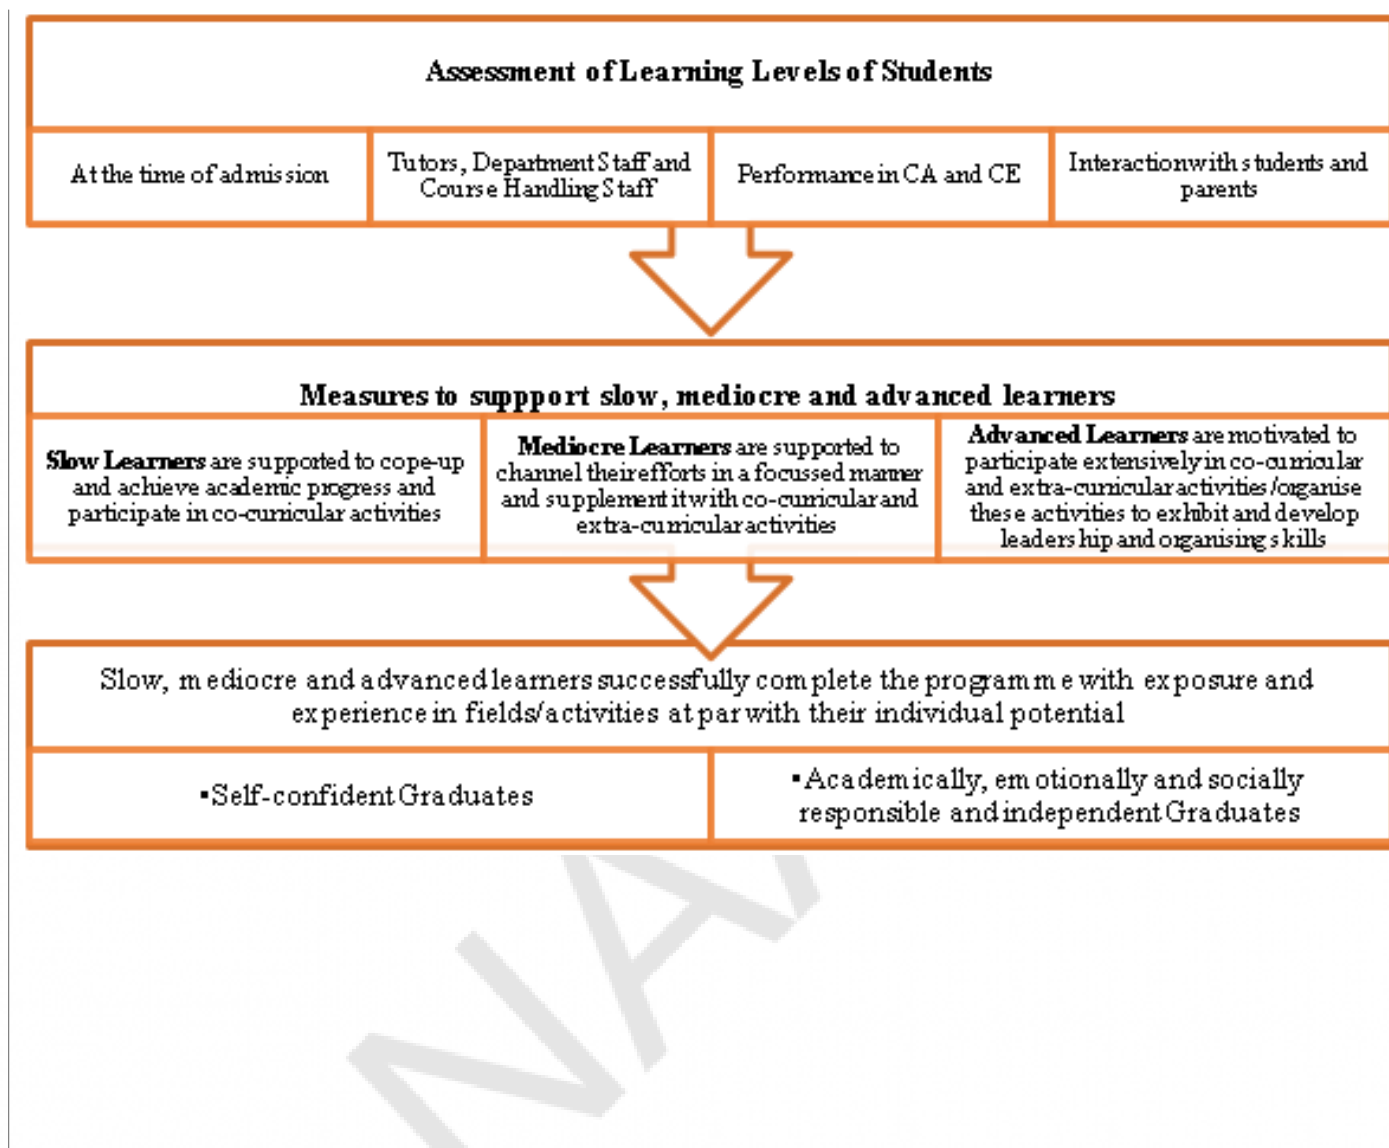 Assessment of Learning Levels of Students
At the time of admission
Tutors, Department Staff and
Course Handling Staff
Performance in CA and CE
Interaction with students and
parents
Measures to suppport slow, mediocre and advanced learners
Slow Learners are supported to cope-up
and achieve academic progress and
participate in co-curricular activities
Mediocre Learners are supported to
channel their efforts in a focussed manner
and supplement it with co-curricular and
extra-curricular activities
Advanced Learners are motivated to
participate extensively in co-curricular
and extra-curricular activities/organise
these activities to exhibit and develop
leadership and organising skills
Slow, mediocre and advanced learners successfully complete the programme with exposure and
experience in fields/activities at par with their individual potential
▪Self-confident Graduates
▪Academically, emotionally and socially
responsible and independent Graduates